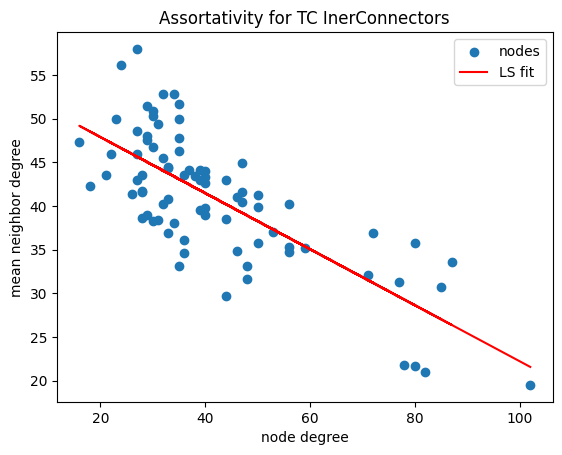 Assortativity for TC InerConnectors
nodes
LS fit
mean neighbor degree
55
50
45
40
35
30
25
20
20 40 60 80 100
node degree